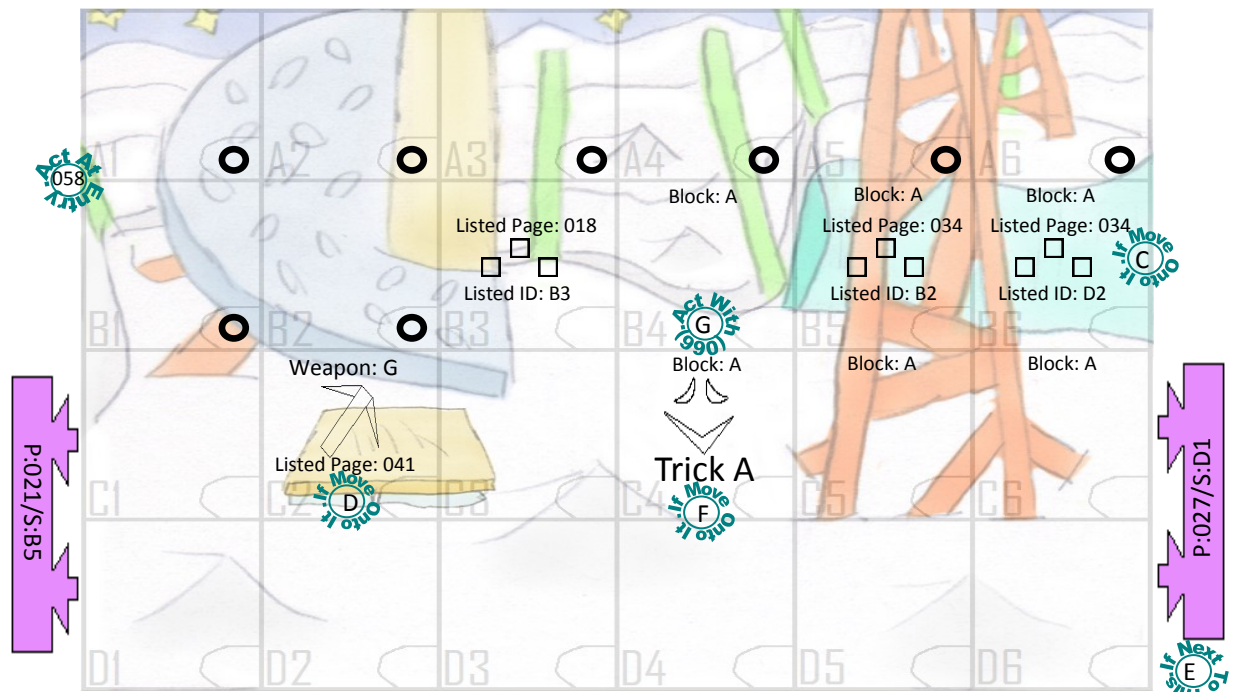 A1
A2
A3
A4
A5
A6
Act At Entry
058
Block: A
Block: A
Block: A
Listed Page: 018
Listed Page: 034
Listed Page: 034
If Move Onto It
C
Listed ID: B3
Listed ID: B2
Listed ID: D2
B1
B2
B3
B4
B5
B6
Act With (066)
G
Weapon: G
Block: A
Block: A
Block: A
Listed Page: 041
Trick A
C1
C2
C3
C4
C5
C6
If Move Onto It
D
If Move Onto It
F
P:021/S:B5
P:027/S:D1
D1
D2
D3
D4
D5
D6
If Next To This
E